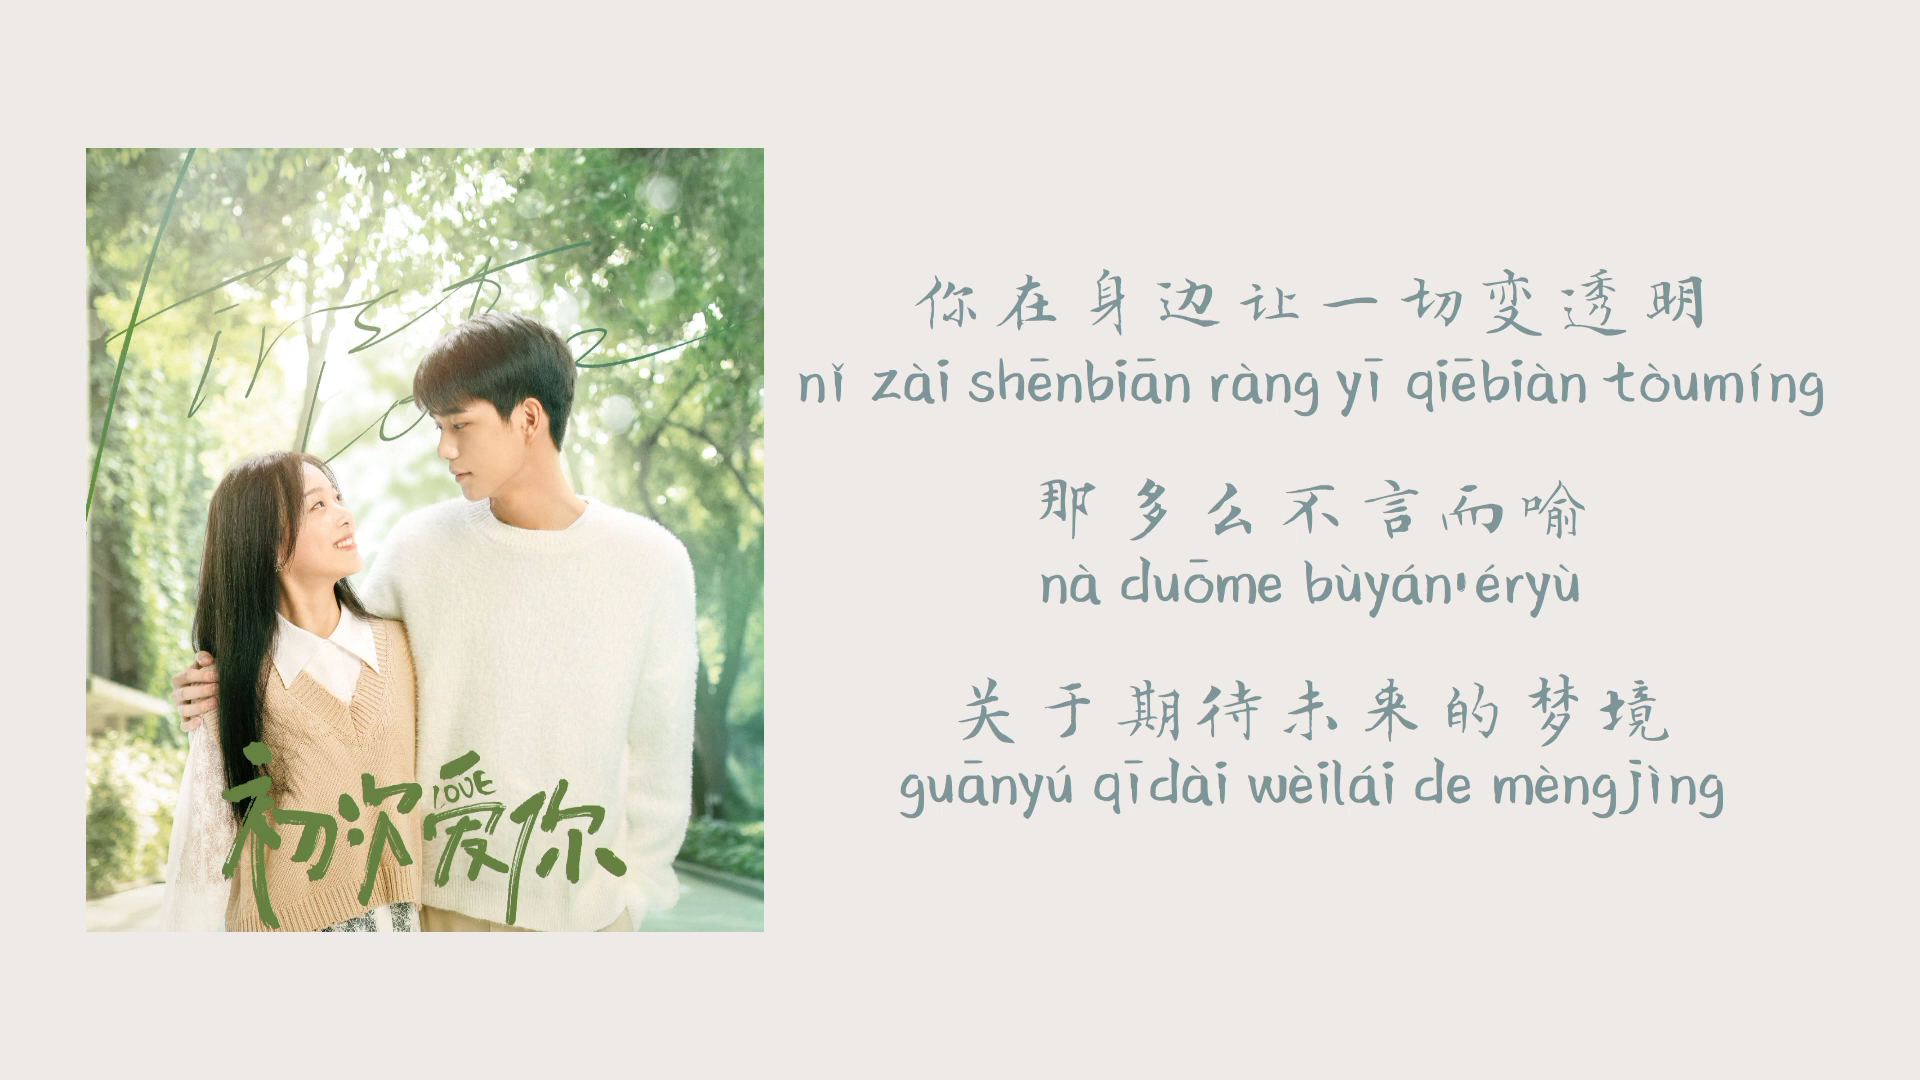 First Love
初次爱你
LOVE
你在身边让一切变透明
nǐ zài shēnbiān ràng yī qiēbiàn tòumíng
那多么不言而喻
nà duōme bùyán'éryù
关于期待未来的梦境
guānyú qīdài wèilái de mèngjìng